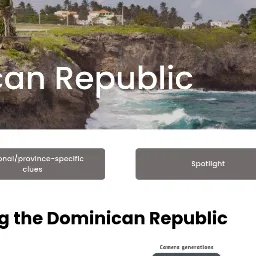 can Republic
onal/province-specific
clues
Spotlight
g the Dominican Republic
Camera generations